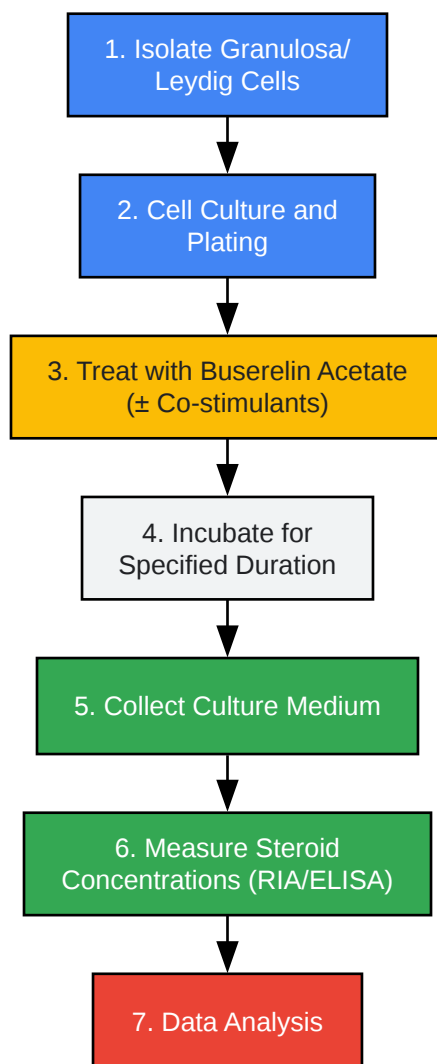 1. Isolate Granulosa/
Leydig Cells
2. Cell Culture and
Plating
3. Treat with Buserelin Acetate
(± Co-stimulants)
4. Incubate for
Specified Duration
5. Collect Culture Medium
6. Measure Steroid
Concentrations (RIA/ELISA)
7. Data Analysis